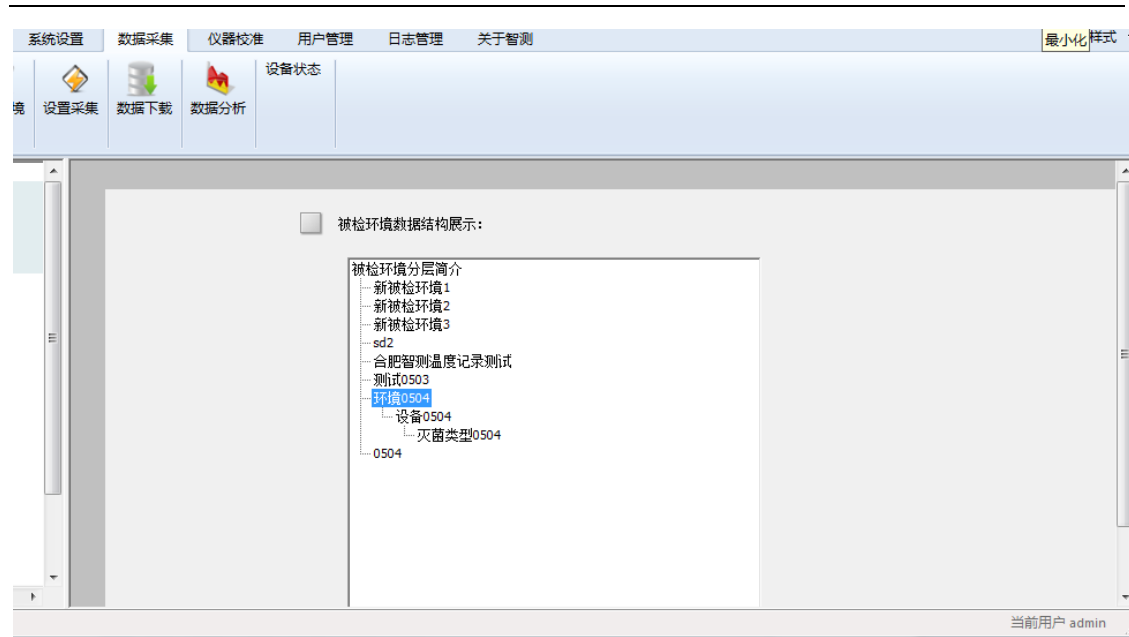 系统设置 数据采集 仪器校准 用户管理 日志管理 关于智测 最小化 样式
设备状态
境 设置采集 数据下载 数据分析
被检环境数据结构展示：
被检环境分层简介
新被检环境1
新被检环境2
新被检环境3
sd2
合肥智测温度记录测试
测试0503
环境0504
设备0504
灭菌类型0504
0504
当前用户 admin